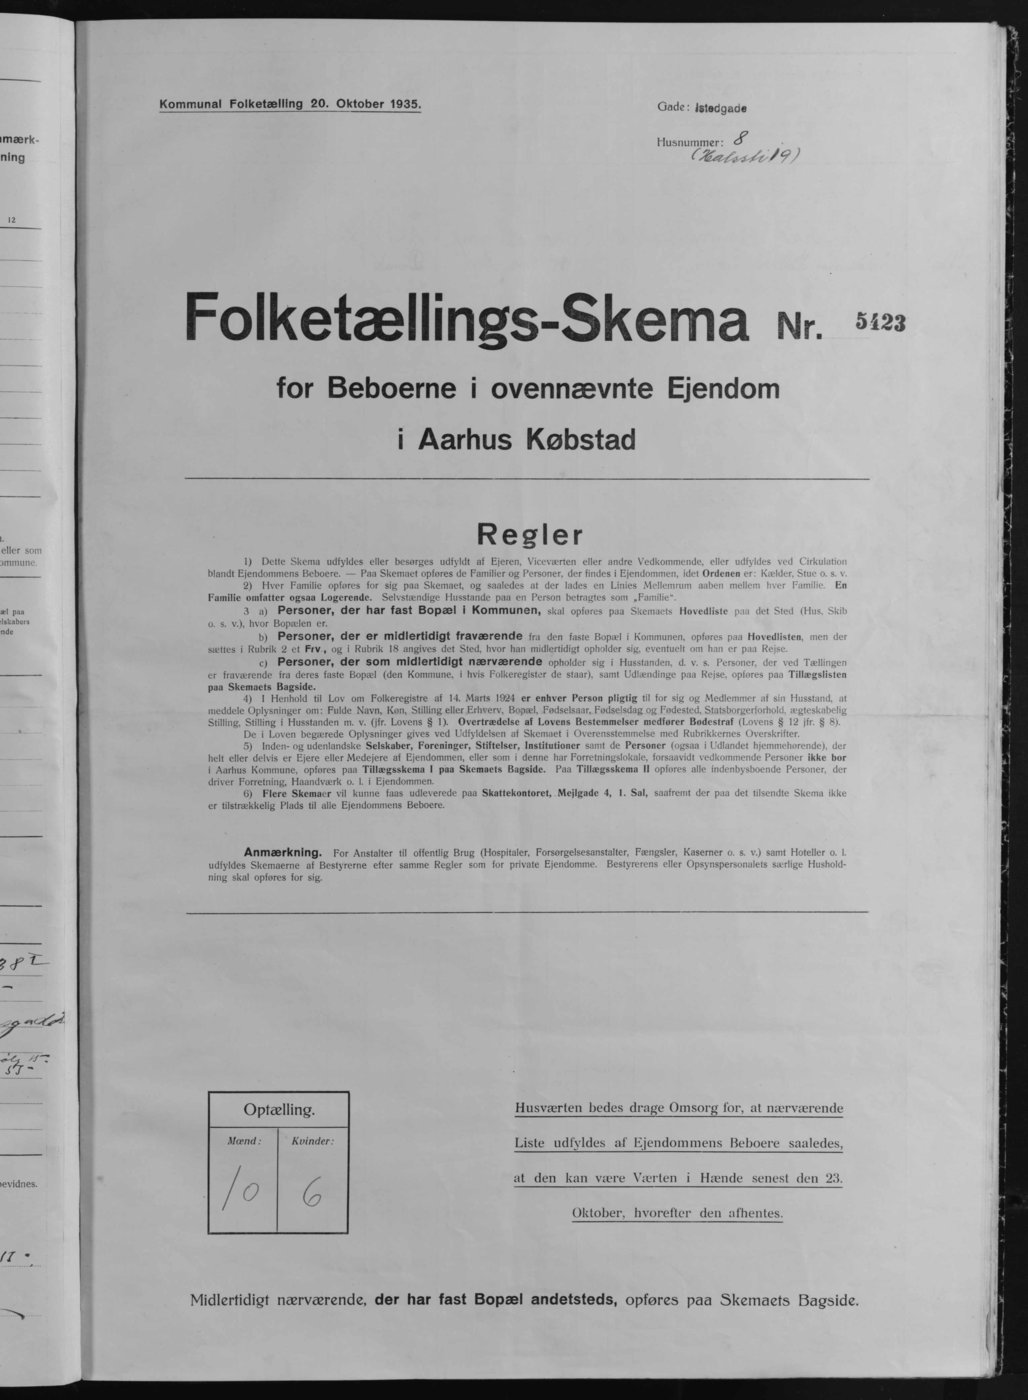 Kommunal Folketælling 20. Oktober 1935.
Gade: Istedgade
Husnummer: 8
(Kalssti 19)
Folketællings-Skema Nr. 5423
for Beboerne i ovennævnte Ejendom
i Aarhus Købstad
Regler
1) Dette Skema udfyldes eller besørges udfyldt af Ejeren, Viceværten eller andre Vedkommende, eller udfyldes ved Cirkulation
blandt Ejendommens Beboere. — Paa Skemaet opføres de Familier og Personer, der findes i Ejendommen, idet Ordenen er: Kælder, Stue o. s. v.
2) Hver Familie opføres for sig paa Skemaet, og saaledes at der lades en Linies Mellemrum aaben mellem hver Familie. En
Familie omfatter ogsaa Logerende. Selvstændige Husstande paa en Person betragtes som „Familie".
3 a) Personer, der har fast Bopæl i Kommunen, skal opføres paa Skemaets Hovedliste paa det Sted (Hus, Skib
o. s. v.), hvor Bopælen er.
b) Personer, der er midlertidigt fraværende fra den faste Bopæl i Kommunen, opføres paa Hovedlisten, men der
sættes i Rubrik 2 et Frv., og i Rubrik 18 angives det Sted, hvor han midlertidigt opholder sig, eventuelt om han er paa Rejse.
c) Personer, der som midlertidigt nærværende opholder sig i Husstanden, d. v. s. Personer, der ved Tællingen
er fraværende fra deres faste Bopæl (den Kommune, i hvis Folkeregister de staar), samt Udlændinge paa Rejse, opføres paa Tillægslisten
paa Skemaets Bagside.
4) I Henhold til Lov om Folkeregistre af 14. Marts 1924 er enhver Person pligtig til for sig og Medlemmer af sin Husstand, at
meddele Oplysninger om: Fulde Navn, Køn, Stilling eller Erhverv, Bopæl, Fødselsaar, Fødselsdag og Fødested, Statsborgerforhold, ægteskabelig
Stilling, Stilling i Husstanden m. v. (jfr. Lovens § 1). Overtrædelse af Lovens Bestemmelser medfører Bødestraf (Lovens § 12 jfr. § 8).
De i Loven begærede Oplysninger gives ved Udfyldelsen af Skemaet i Overensstemmelse med Rubrikkernes Overskrifter.
5) Inden- og udenlandske Selskaber, Foreninger, Stiftelser, Institutioner samt de Personer (ogsaa i Udlandet hjemmehørende), der
helt eller delvis er Ejere eller Medejere af Ejendommen, eller som i denne har Forretningslokale, forsaavidt vedkommende Personer ikke bor
i Aarhus Kommune, opføres paa Tillægsskema I paa Skemaets Bagside. Paa Tillægsskema II opføres alle indenbysboende Personer, der
driver Forretning, Haandværk o. l. i Ejendommen.
6) Flere Skemaer vil kunne faas udleverede paa Skattekontoret, Mejlgade 4, 1. Sal, saafremt der paa det tilsendte Skema ikke
er tilstrækkelig Plads til alle Ejendommens Beboere.
Anmærkning. For Anstalter til offentlig Brug (Hospitaler, Forsørgelsesanstalter, Fængsler, Kaserner o. s. v.) samt Hoteller o. l.
udfyldes Skemaerne af Bestyrerne efter samme Regler som for private Ejendomme. Bestyrerens eller Opsynspersonalets særlige Hushold-
ning skal opføres for sig.
Optælling.
Mænd: Kvinder:
10 6
Husværten bedes drage Omsorg for, at nærværende
Liste udfyldes af Ejendommens Beboere saaledes,
at den kan være Værten i Hænde senest den 23.
Oktober, hvorefter den afhentes.
Midlertidigt nærværende, der har fast Bopæl andetsteds, opføres paa Skemaets Bagside.